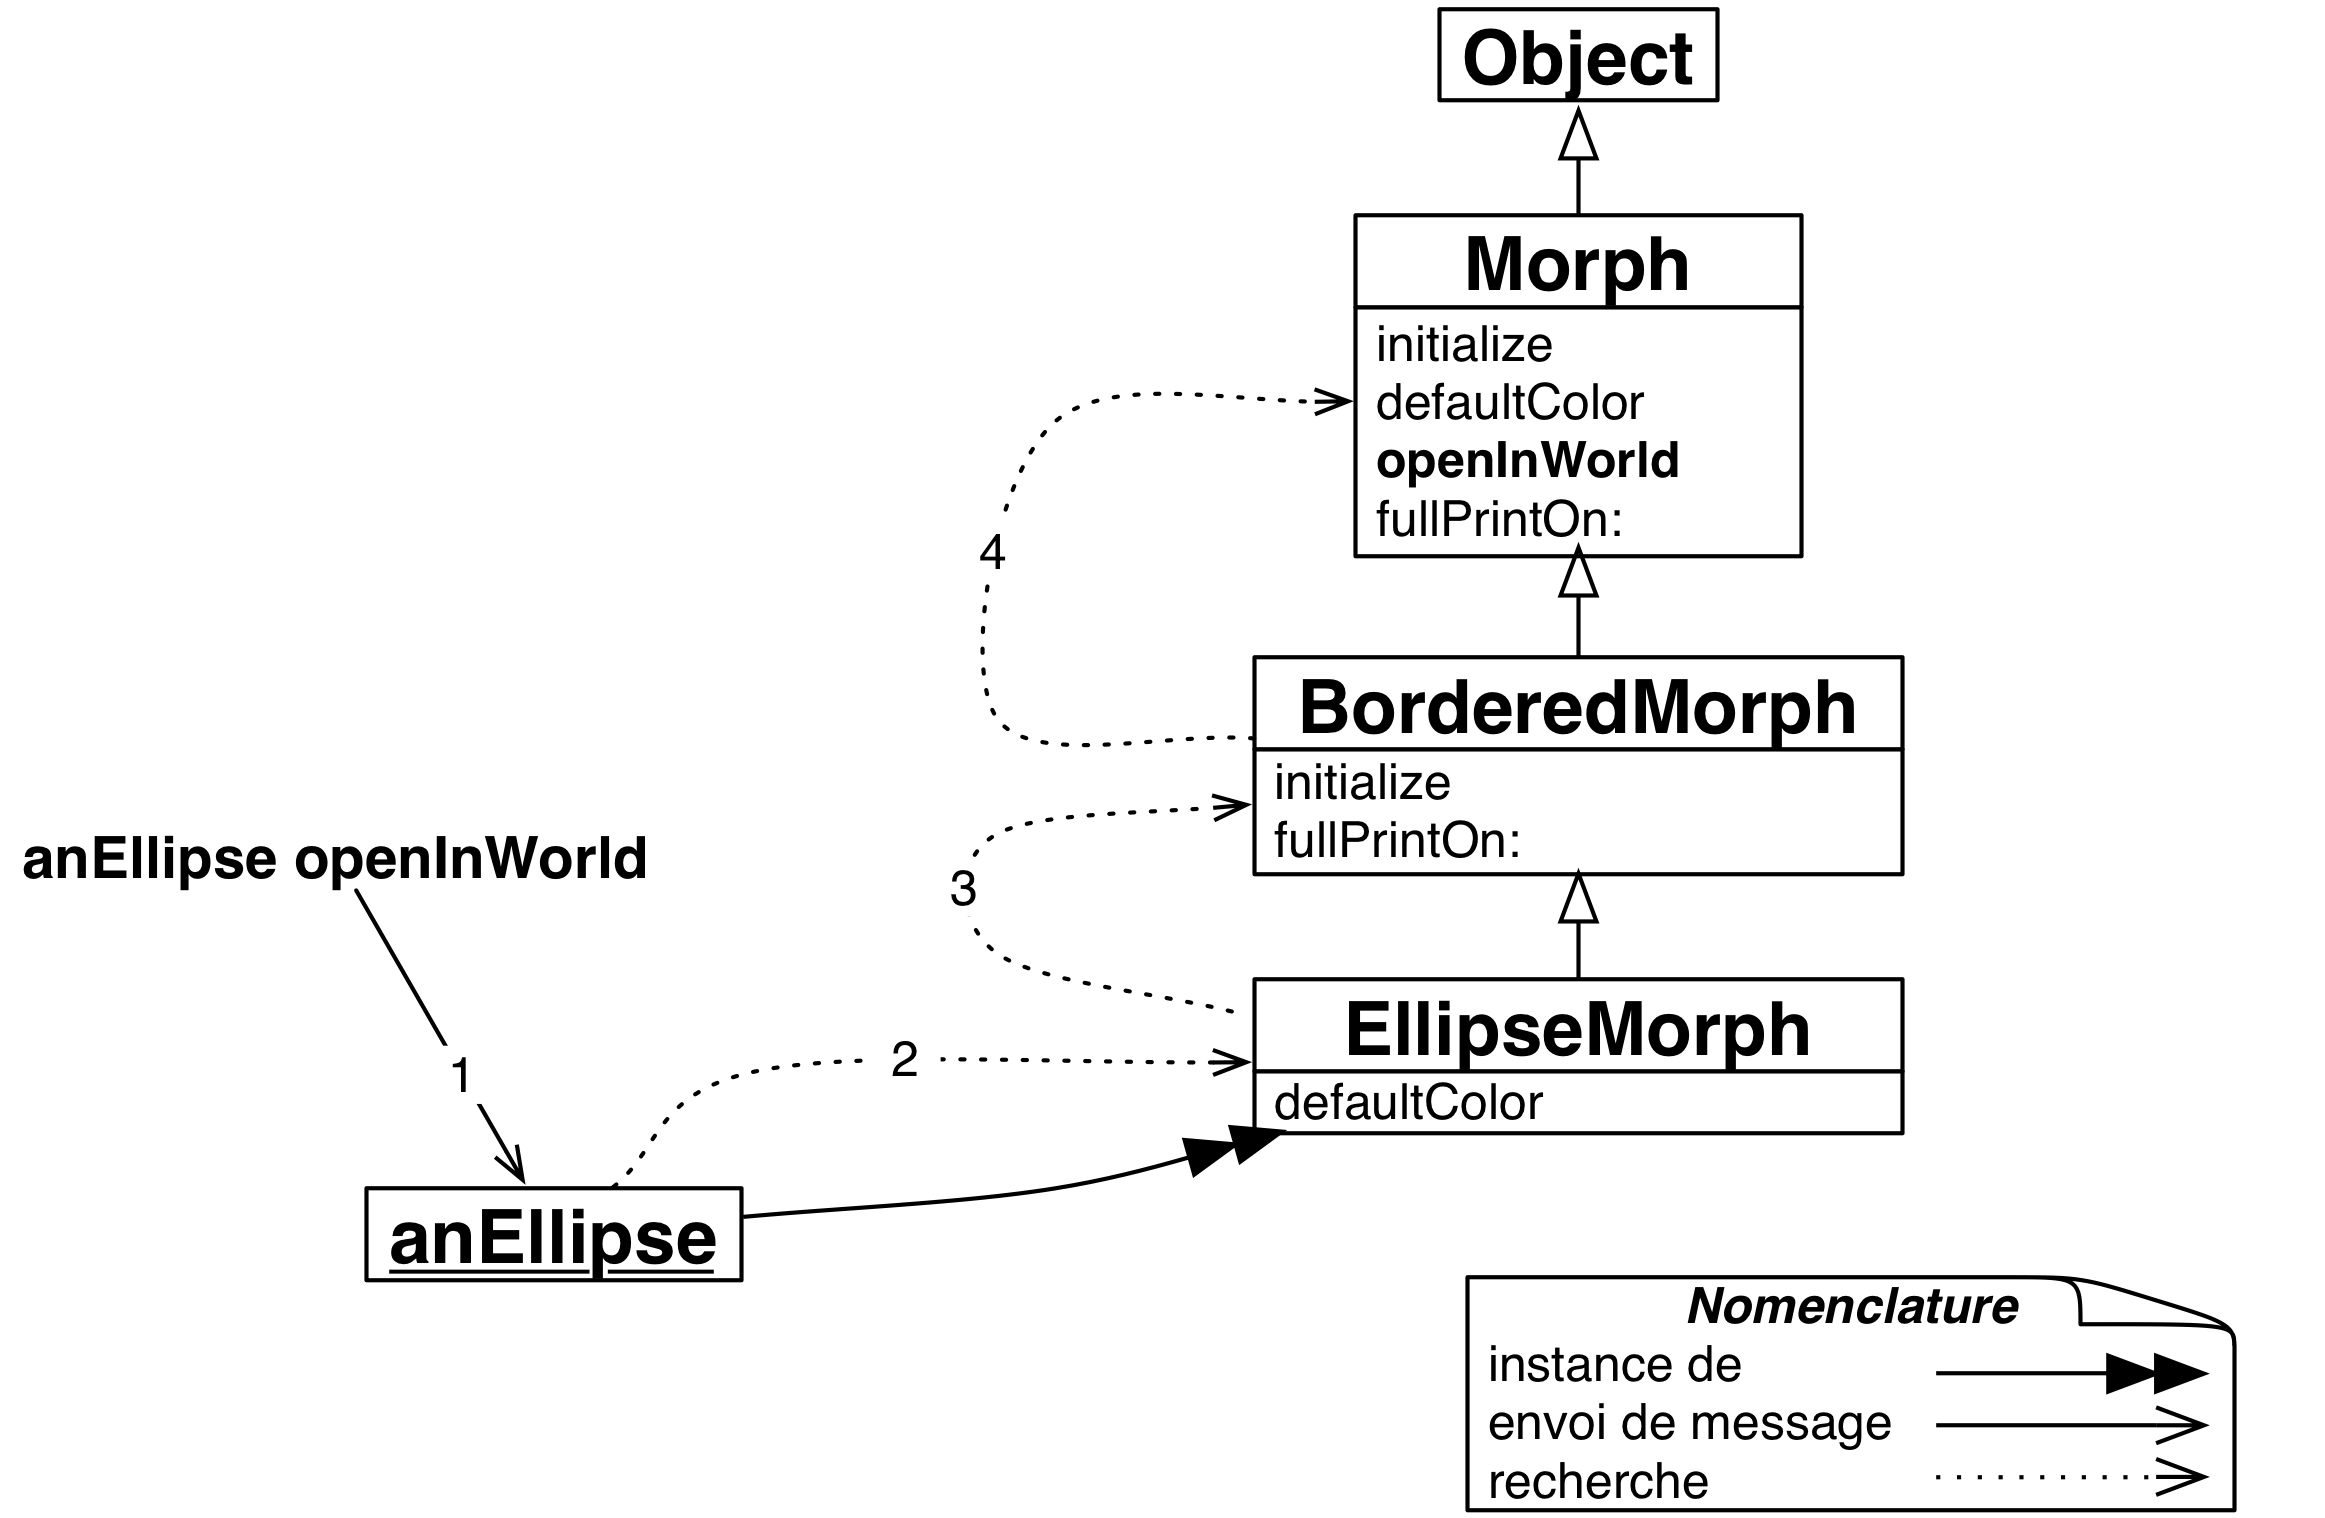 Object
Morph
initialize
defaultColor
openInWorld
fullPrintOn:
4
BorderedMorph
initialize
fullPrintOn:
anEllipse openInWorld
3
EllipseMorph
defaultColor
2
1
anEllipse
Nomenclature
instance de
envoi de message
recherche